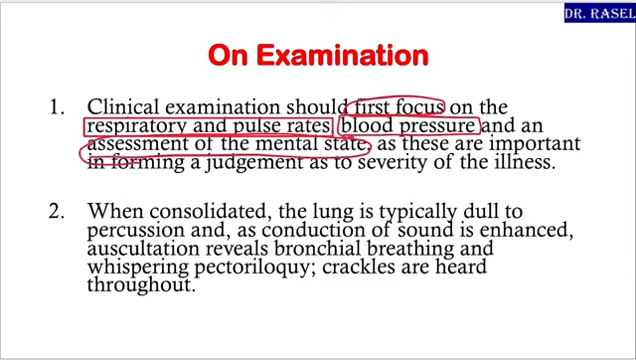 DR. RASEL
On Examination
1. Clinical examination should first focus on the
respiratory and pulse rates, blood pressure and an
assessment of the mental state, as these are important
in forming a judgement as to severity of the illness.
2. When consolidated, the lung is typically dull to
percussion and, as conduction of sound is enhanced,
auscultation reveals bronchial breathing and
whispering pectoriloquy; crackles are heard
throughout.